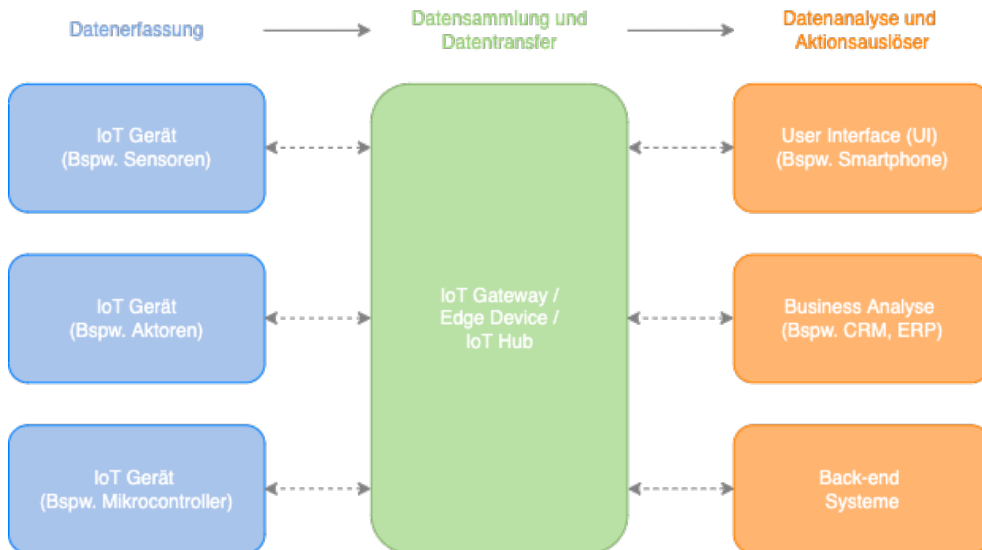 Datenerfassung
Datensammlung und
Datentransfer
Datenanalyse und
Aktionsauslöser
IoT Gerät
(Bspw. Sensoren)
User Interface (UI)
(Bspw. Smartphone)
IoT Gerät
(Bspw. Aktoren)
IoT Gateway /
Edge Device /
IoT Hub
Business Analyse
(Bspw. CRM, ERP)
IoT Gerät
(Bspw. Mikrocontroller)
Back-end
Systeme